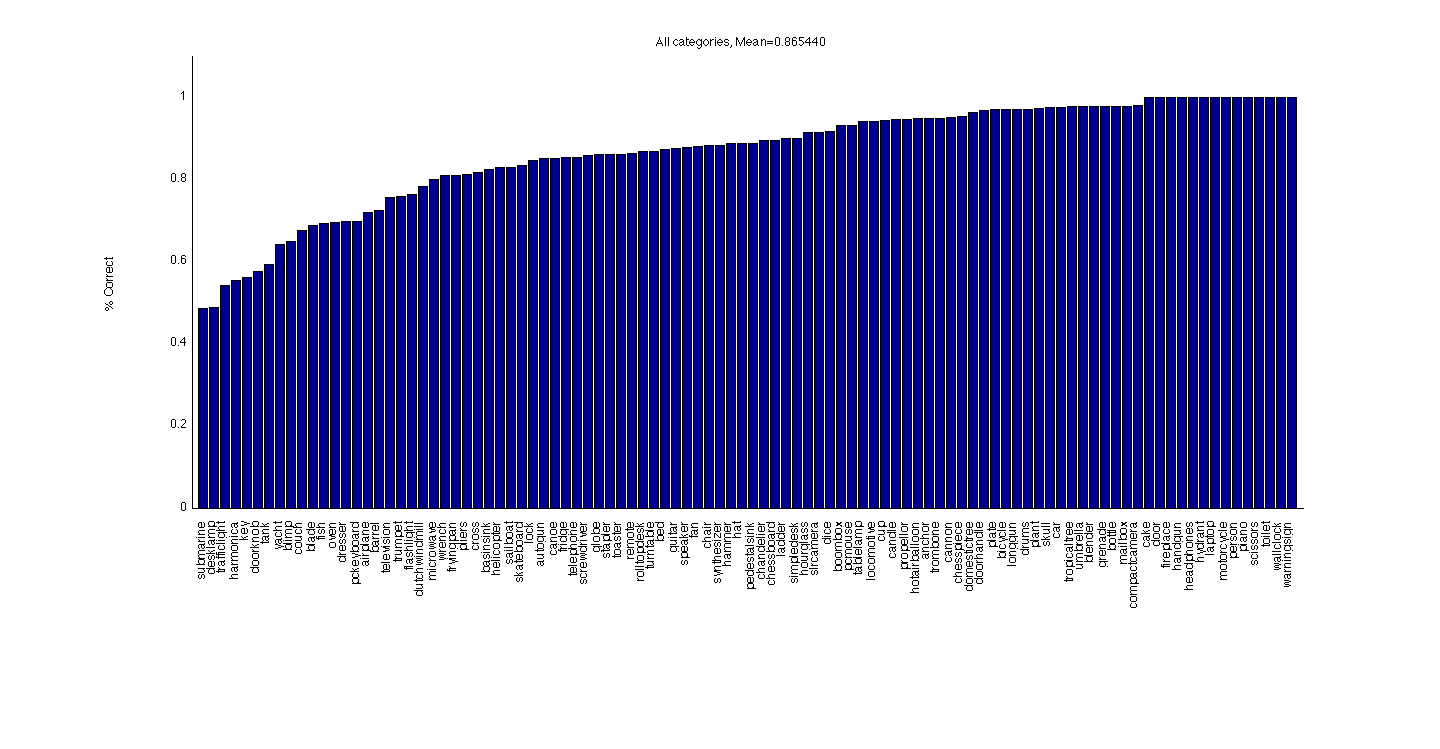 All categories, Mean=0.865440
% Correct
1
0.8
0.6
0.4
0.2
0
submarine
desklamp
trafficlight
harmonica
key
doorknob
tank
yacht
blimp
couch
blade
fish
oven
dresser
pckeyboard
airplane
barrel
television
trumpet
flashlight
dutchwindmill
microwave
wrench
fryingpan
pliers
cross
basinsink
helicopter
sailboat
skateboard
lock
autogun
canoe
fridge
telephone
screwdriver
globe
stapler
toaster
remote
rolltopdesk
turntable
bed
guitar
speaker
fan
chair
synthesizer
hammer
hat
pedestalsink
chandelier
chessboard
ladder
simpledesk
hourglass
slrcamera
dice
boombox
pcmouse
tablelamp
locomotive
cup
candle
propellor
hotairballoon
anchor
trombone
cannon
chesspiece
domestictree
doorhandle
plate
bicycle
longgun
drums
plant
skull
car
tropicaltree
umbrella
blender
grenade
bottle
mailbox
compactcamera
cake
door
fireplace
handgun
headphones
hydrant
laptop
motorcycle
person
piano
scissors
toilet
wallclock
warningsign